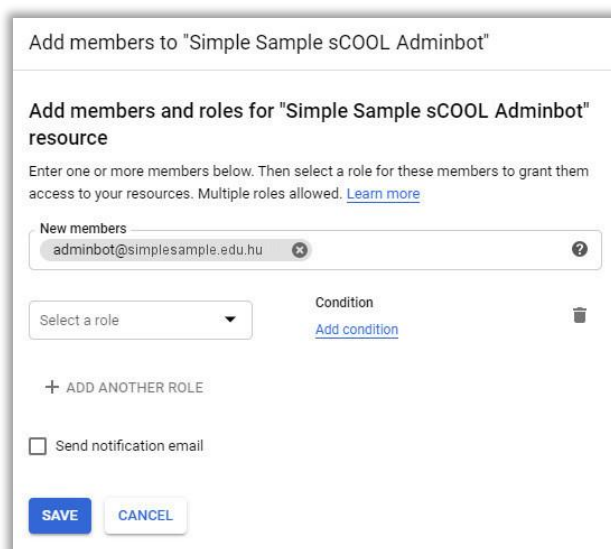 Add members to "Simple Sample sCOOL Adminbot"
Add members and roles for "Simple Sample sCOOL Adminbot"
resource
Enter one or more members below. Then select a role for these members to grant them
access to your resources. Multiple roles allowed. Learn more
New members
adminbot@simplesample.edu.hu
Select a role
Condition
Add condition
+ ADD ANOTHER ROLE
Send notification email
SAVE
CANCEL